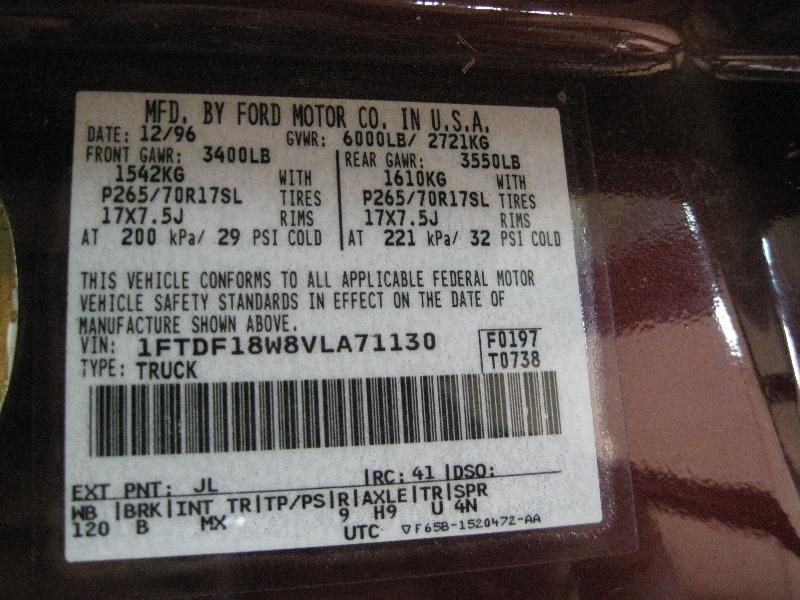 MFD. BY FORD MOTOR CO. IN U.S.A.
DATE: 12/96 GVWR: 6000LB/ 2721KG
FRONT GAWR: 3400LB REAR GAWR: 3550LB
1542KG WITH 1610KG WITH
P265/70R17SL TIRES P265/70R17SL TIRES
17X7.5J RIMS 17X7.5J RIMS
AT 200 kPa/ 29 PSI COLD AT 221 kPa/ 32 PSI COLD
THIS VEHICLE CONFORMS TO ALL APPLICABLE FEDERAL MOTOR
VEHICLE SAFETY STANDARDS IN EFFECT ON THE DATE OF
MANUFACTURE SHOWN ABOVE.
VIN: 1FTDF18W8VLA71130 F0197
TYPE: TRUCK T0738
EXT PNT: JL RC: 41 DSO:
WB BRK INT TR TP/PS R AXLE TR SPR
120 B MX 9 H9 U 4N
UTC ▽F65B-1520472-AA